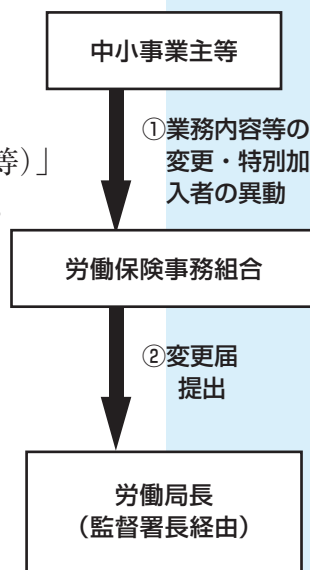 中小事業主等
①業務内容等の
変更・特別加
入者の異動
等）」
労働保険事務組合
②変更届
提出
労働局長
（監督署長経由）